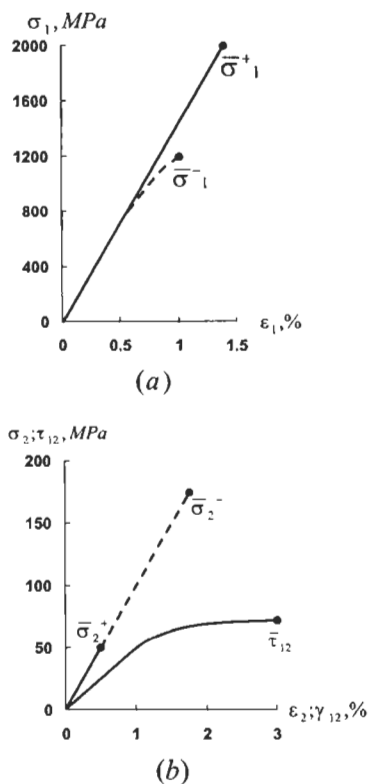 σ₁, MPa
2000
σ̅⁺₁
1600
1200
σ̅⁻₁
800
400
0
0 0.5 1 1.5
ε₁, %
(a)
σ₂;τ₁₂, MPa
200
σ̅₂⁻
150
100
σ̅₂⁺
50
τ̅₁₂
0
ε₂;γ₁₂, %
0 1 2 3
(b)